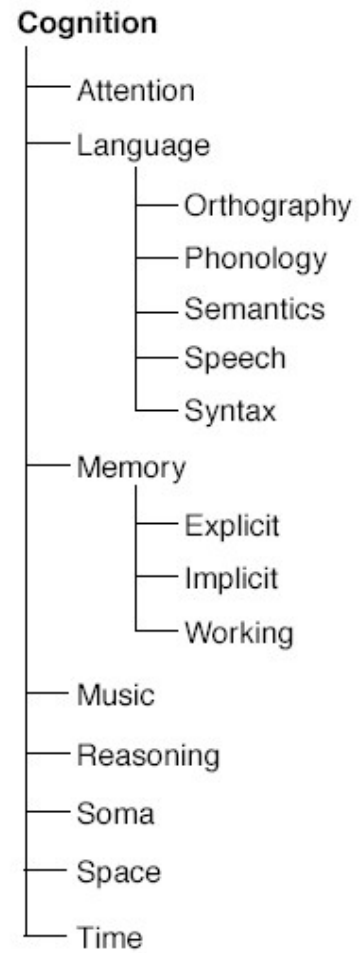 Cognition
Attention
Language
Orthography
Phonology
Semantics
Speech
Syntax
Memory
Explicit
Implicit
Working
Music
Reasoning
Soma
Space
Time